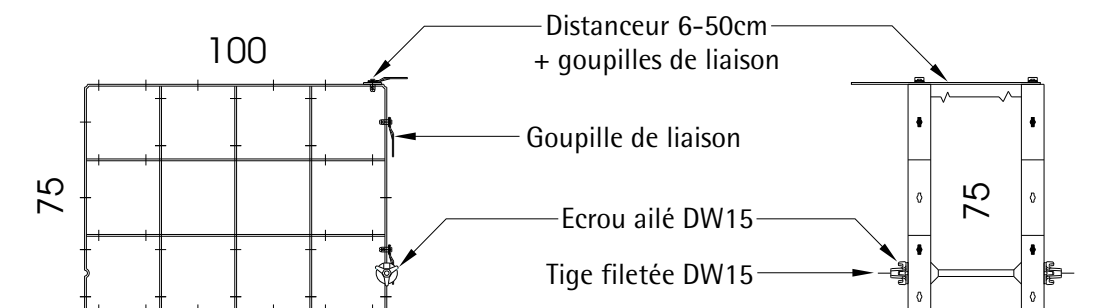 100
Distanceur 6-50cm
+ goupilles de liaison
Goupille de liaison
75
75
Ecrou ailé DW15
Tige filetée DW15